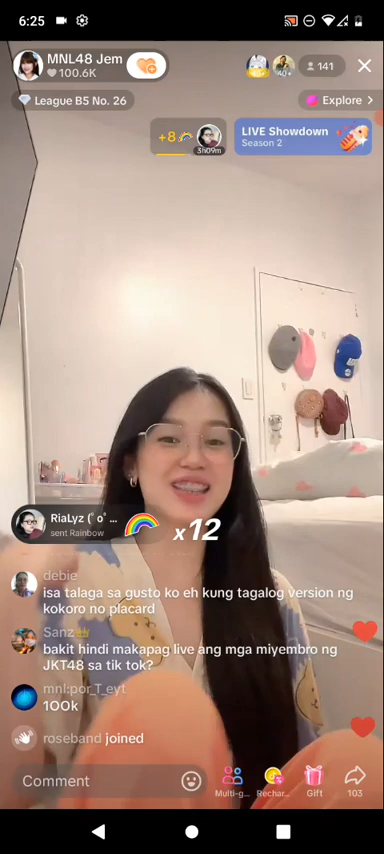 6:25
MNL48 Jem
100.6K
40+
141
League B5 No. 26
Explore >
+8
3h09m
LIVE Showdown
Season 2
RiaLyz (˚o˚ ...
sent Rainbow
x12
debie
isa talaga sa gusto ko eh kung tagalog version ng
kokoro no placard
Sanz
bakit hindi makapag live ang mga miyembro ng
JKT48 sa tik tok?
mnl:por_T_eyt
100k
roseband joined
Comment
Multi-g...
Rechar...
Gift
103